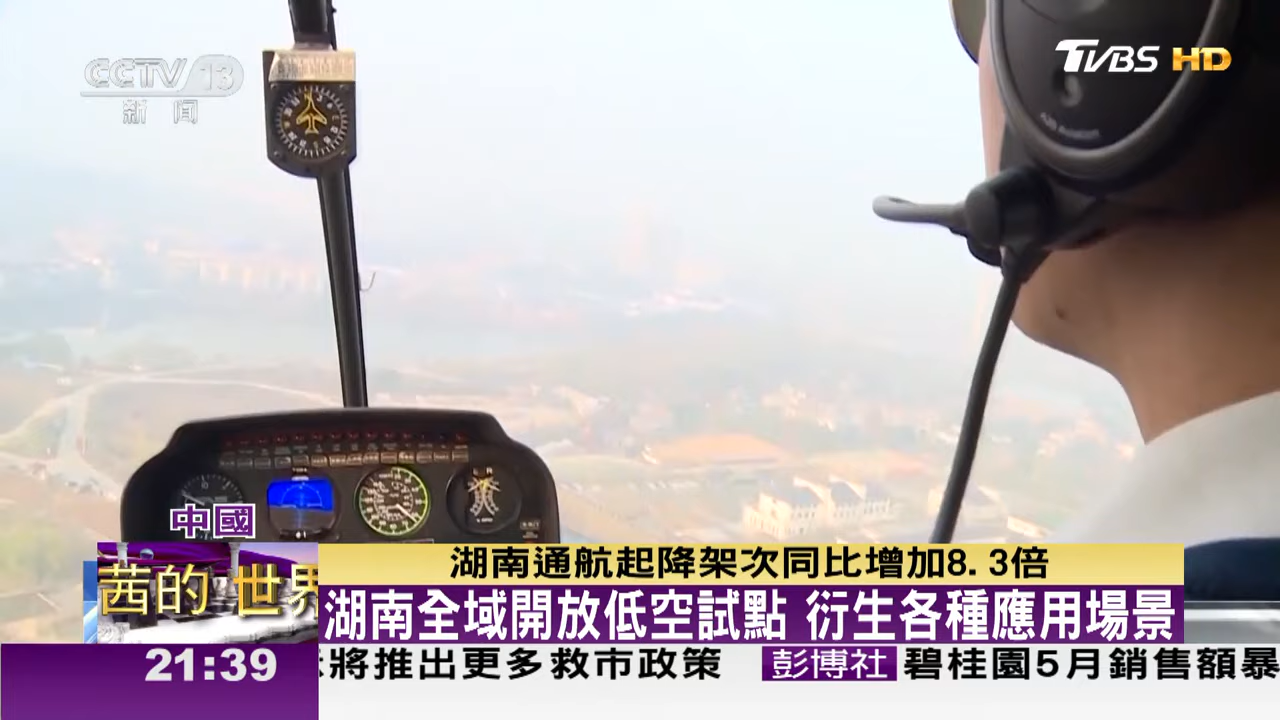 CCTV 13
新闻
TVBS HD
中國
茜的 世界
湖南通航起降架次同比增加8.3倍
湖南全域開放低空試點 衍生各種應用場景
21:39
將推出更多救市政策 彭博社 碧桂園5月銷售額暴